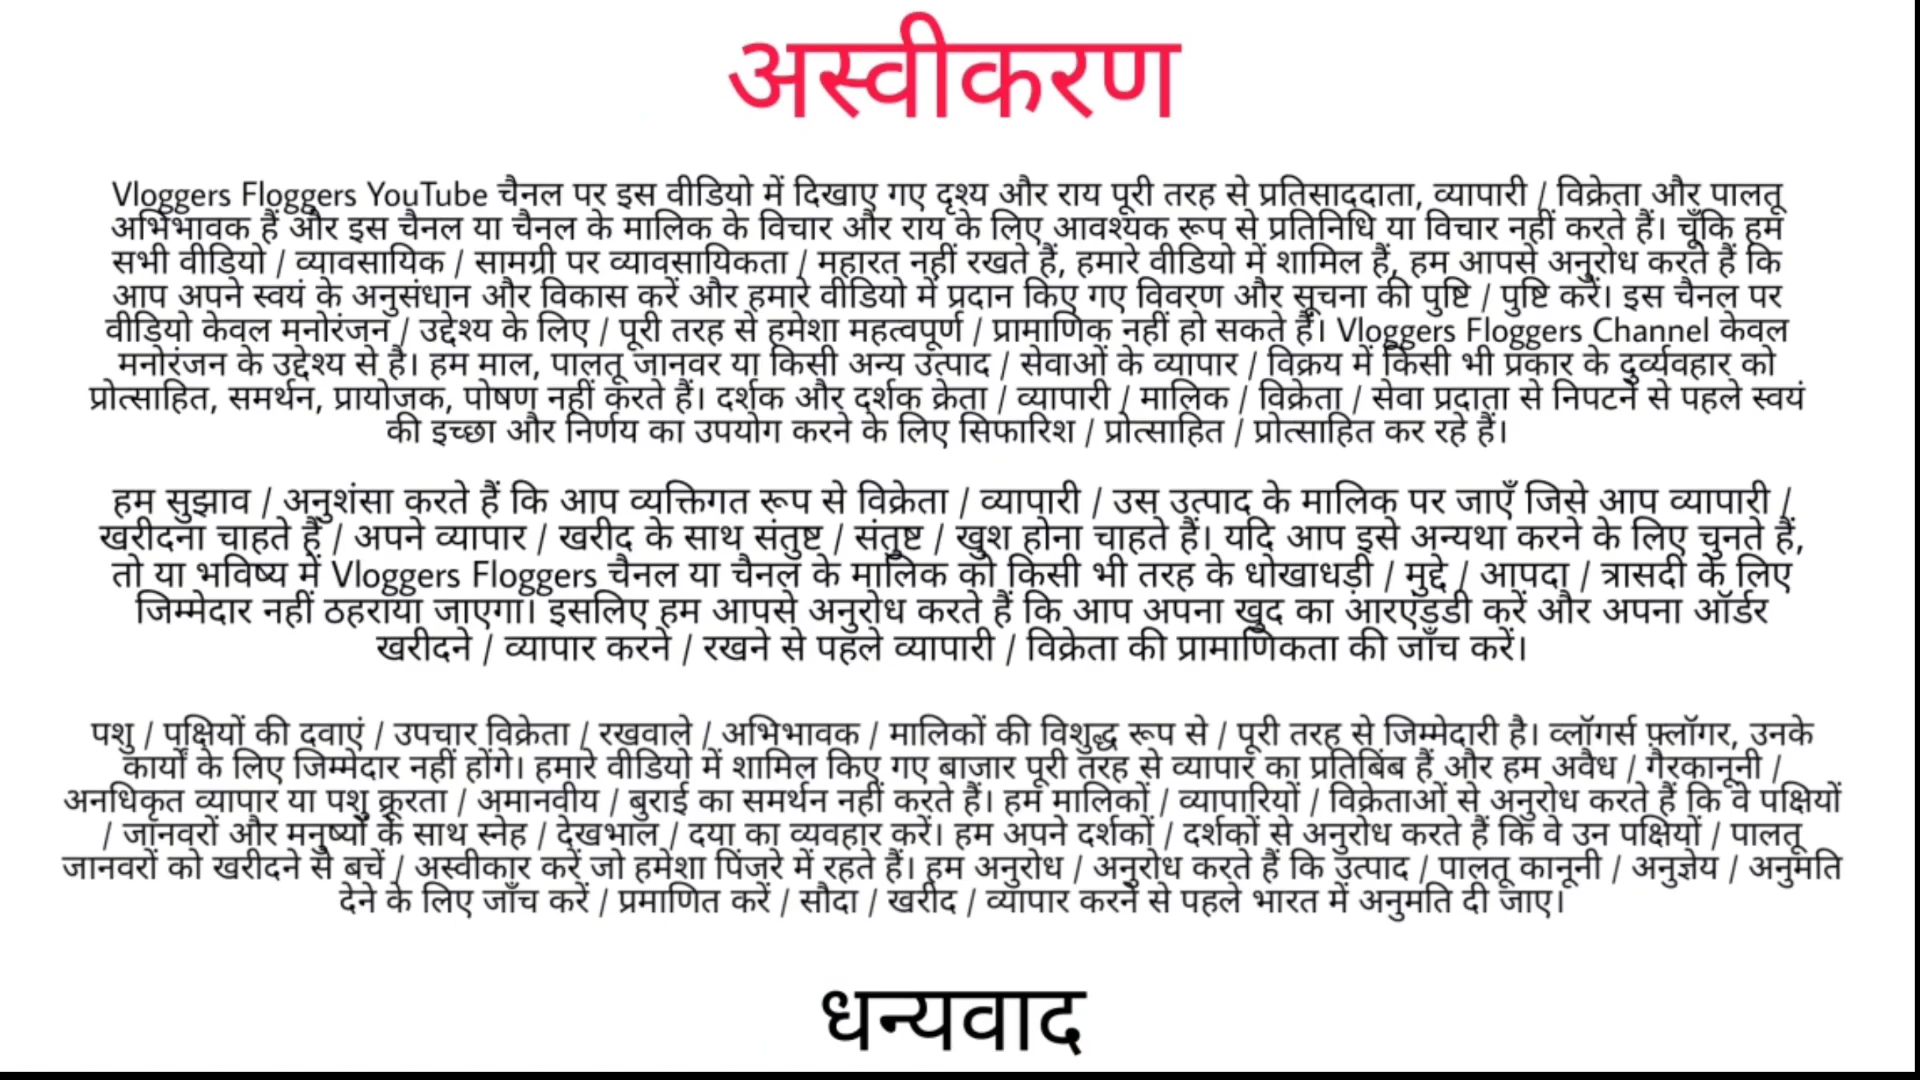 अस्वीकरण
Vloggers Floggers YouTube चैनल पर इस वीडियो में दिखाए गए दृश्य और राय पूरी तरह से प्रतिसाददाता, व्यापारी / विक्रेता और पालतू
अभिभावक हैं और इस चैनल या चैनल के मालिक के विचार और राय के लिए आवश्यक रूप से प्रतिनिधि या विचार नहीं करते हैं। चूँकि हम
सभी वीडियो / व्यावसायिक / सामग्री पर व्यावसायिकता / महारत नहीं रखते हैं, हमारे वीडियो में शामिल हैं, हम आपसे अनुरोध करते हैं कि
आप अपने स्वयं के अनुसंधान और विकास करें और हमारे वीडियो में प्रदान किए गए विवरण और सूचना की पुष्टि / पुष्टि करें। इस चैनल पर
वीडियो केवल मनोरंजन / उद्देश्य के लिए / पूरी तरह से हमेशा महत्वपूर्ण / प्रामाणिक नहीं हो सकते हैं। Vloggers Floggers Channel केवल
मनोरंजन के उद्देश्य से है। हम माल, पालतू जानवर या किसी अन्य उत्पाद / सेवाओं के व्यापार / विक्रय में किसी भी प्रकार के दुर्व्यवहार को
प्रोत्साहित, समर्थन, प्रायोजक, पोषण नहीं करते हैं। दर्शक और दर्शक क्रेता / व्यापारी / मालिक / विक्रेता / सेवा प्रदाता से निपटने से पहले स्वयं
की इच्छा और निर्णय का उपयोग करने के लिए सिफारिश / प्रोत्साहित / प्रोत्साहित कर रहे हैं।
हम सुझाव / अनुशंसा करते हैं कि आप व्यक्तिगत रूप से विक्रेता / व्यापारी / उस उत्पाद के मालिक पर जाएँ जिसे आप व्यापारी /
खरीदना चाहते हैं / अपने व्यापार / खरीद के साथ संतुष्ट / संतुष्ट / खुश होना चाहते हैं। यदि आप इसे अन्यथा करने के लिए चुनते हैं,
तो या भविष्य में Vloggers Floggers चैनल या चैनल के मालिक को किसी भी तरह के धोखाधड़ी / मुद्दे / आपदा / त्रासदी के लिए
जिम्मेदार नहीं ठहराया जाएगा। इसलिए हम आपसे अनुरोध करते हैं कि आप अपना खुद का आरएंडडी करें और अपना ऑर्डर
खरीदने / व्यापार करने / रखने से पहले व्यापारी / विक्रेता की प्रामाणिकता की जाँच करें।
पशु / पक्षियों की दवाएं / उपचार विक्रेता / रखवाले / अभिभावक / मालिकों की विशुद्ध रूप से / पूरी तरह से जिम्मेदारी है। व्लॉगर्स फ़्लॉगर, उनके
कार्यों के लिए जिम्मेदार नहीं होंगे। हमारे वीडियो में शामिल किए गए बाजार पूरी तरह से व्यापार का प्रतिबिंब हैं और हम अवैध / गैरकानूनी /
अनधिकृत व्यापार या पशु क्रूरता / अमानवीय / बुराई का समर्थन नहीं करते हैं। हम मालिकों / व्यापारियों / विक्रेताओं से अनुरोध करते हैं कि वे पक्षियों
/ जानवरों और मनुष्यों के साथ स्नेह / देखभाल / दया का व्यवहार करें। हम अपने दर्शकों / दर्शकों से अनुरोध करते हैं कि वे उन पक्षियों / पालतू
जानवरों को खरीदने से बचें / अस्वीकार करें जो हमेशा पिंजरे में रहते हैं। हम अनुरोध / अनुरोध करते हैं कि उत्पाद / पालतू कानूनी / अनुज्ञेय / अनुमति
देने के लिए जाँच करें / प्रमाणित करें / सौदा / खरीद / व्यापार करने से पहले भारत में अनुमति दी जाए।
धन्यवाद